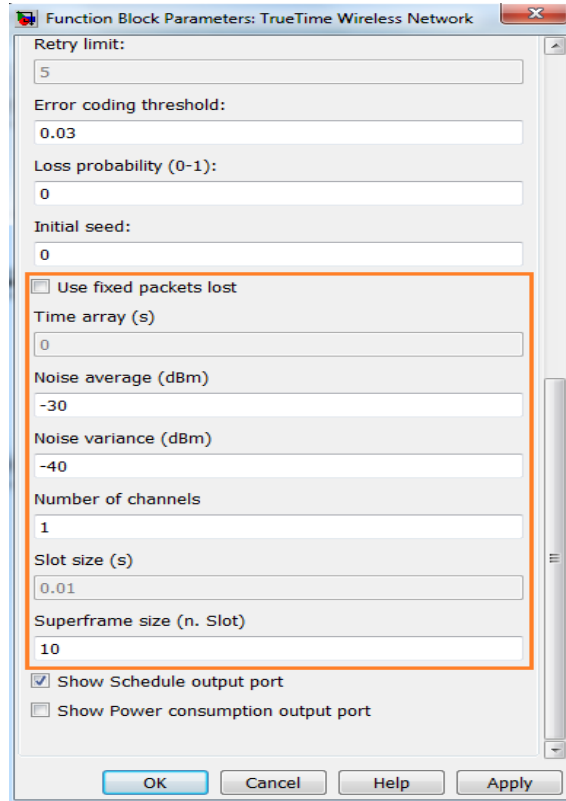 Function Block Parameters: TrueTime Wireless Network
Retry limit:
5
Error coding threshold:
0.03
Loss probability (0-1):
0
Initial seed:
0
Use fixed packets lost
Time array (s)
0
Noise average (dBm)
-30
Noise variance (dBm)
-40
Number of channels
1
Slot size (s)
0.01
Superframe size (n. Slot)
10
Show Schedule output port
Show Power consumption output port
OK Cancel Help Apply